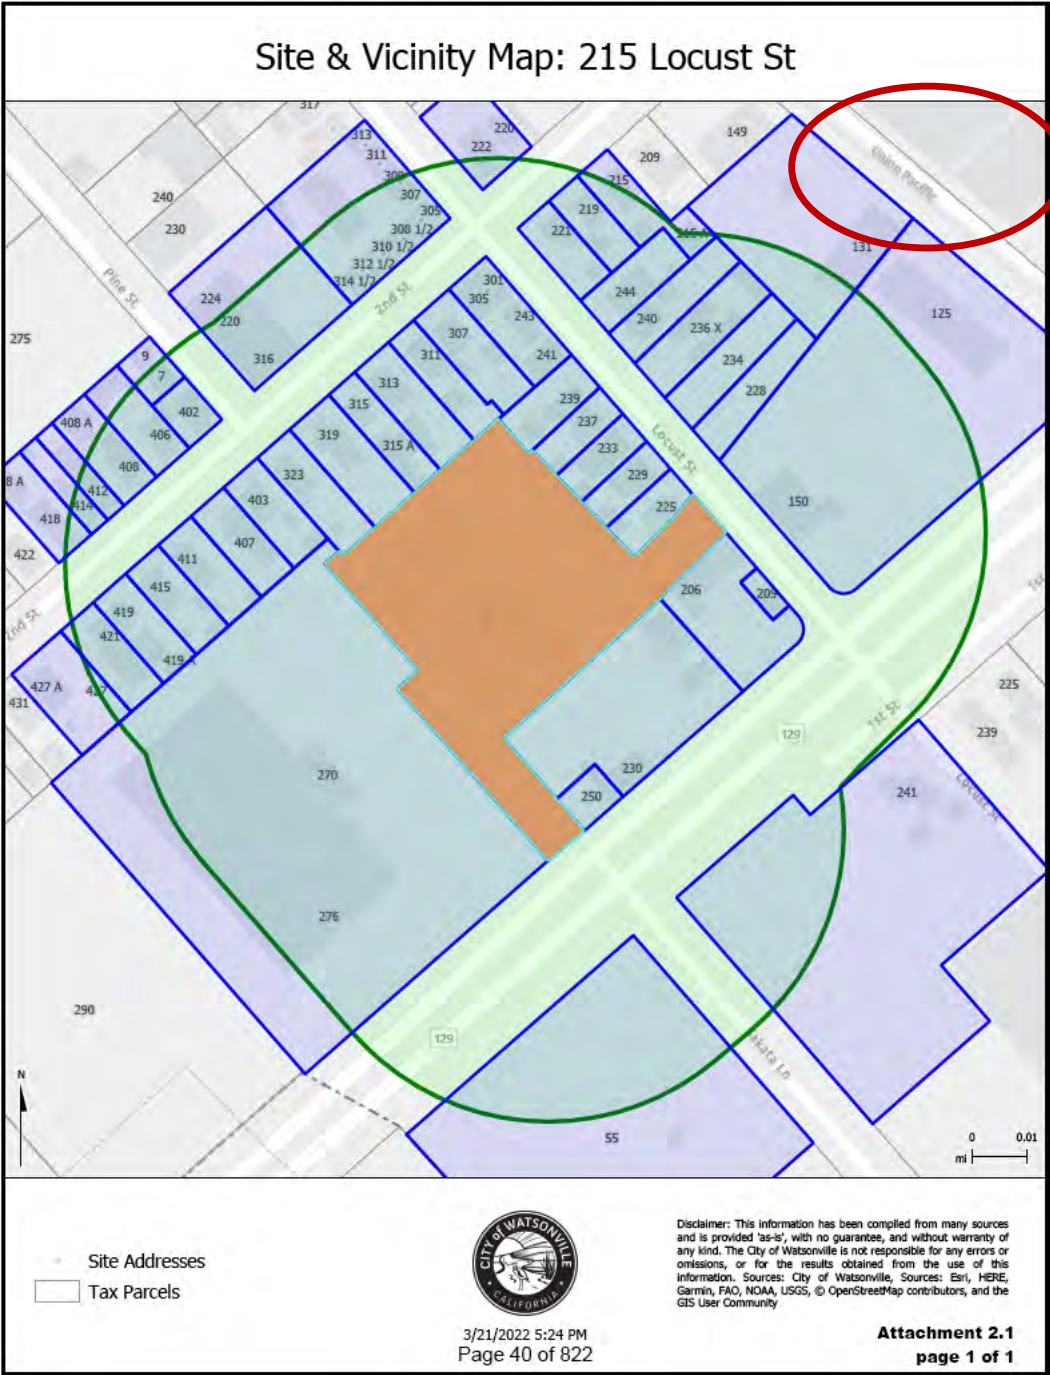 Site & Vicinity Map: 215 Locust St
317
313
220
149
222
311
209
309
215
307
219
240
305
221
230
308 1/2
215 A
310 1/2
131
312 1/2
314 1/2
Union Pacific
Pine St
2nd St
301
244
224
305
125
220
243
240
236 X
307
275
9
311
241
234
316
7
313
228
239
402
315
408 A
237
406
319
315 A
233
Locust St
408
323
229
8 A
412
403
225
150
414
418
407
422
411
1st
415
206
209
2nd St
419
421
419 A
225
427 A
427
431
1st St
129
239
270
230
250
241
Locust St
276
290
129
akata Ln
N
55
0 0.01
mi
Site Addresses
Tax Parcels
CITY of WATSONVILLE
CALIFORNIA
3/21/2022 5:24 PM
Page 40 of 822
Disclaimer: This information has been compiled from many sources
and is provided 'as-is', with no guarantee, and without warranty of
any kind. The City of Watsonville is not responsible for any errors or
omissions, or for the results obtained from the use of this
information. Sources: City of Watsonville, Sources: Esri, HERE,
Garmin, FAO, NOAA, USGS, © OpenStreetMap contributors, and the
GIS User Community
Attachment 2.1
page 1 of 1